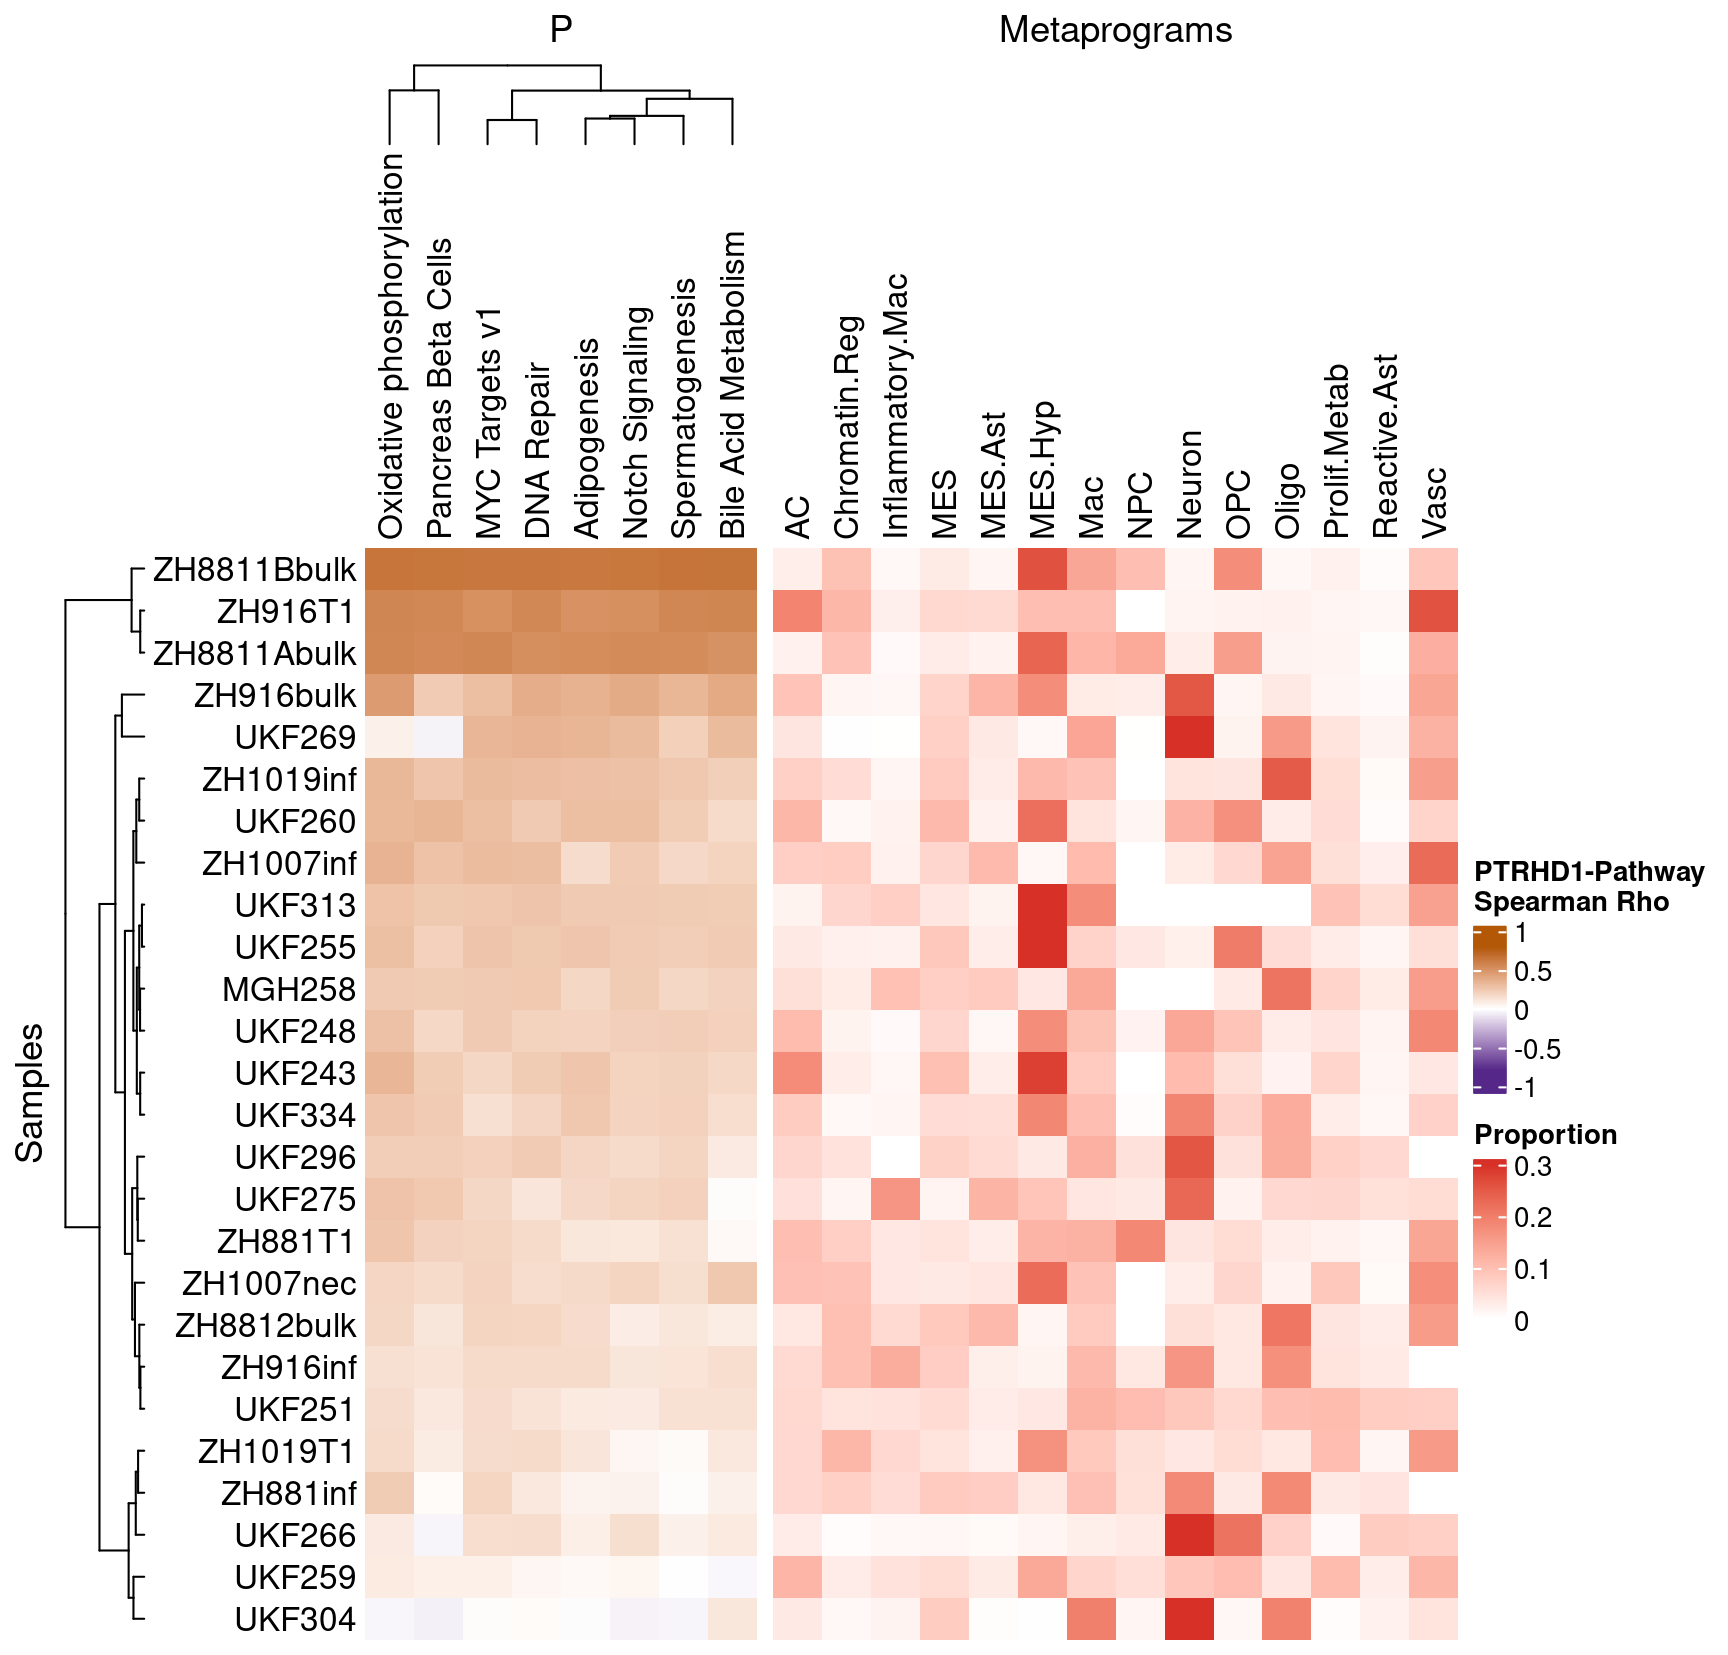 P
Metaprograms
Oxidative phosphorylation
Pancreas Beta Cells
MYC Targets v1
DNA Repair
Adipogenesis
Notch Signaling
Spermatogenesis
Bile Acid Metabolism
AC
Chromatin.Reg
Inflammatory.Mac
MES
MES.Ast
MES.Hyp
Mac
NPC
Neuron
OPC
Oligo
Prolif.Metab
Reactive.Ast
Vasc
Samples
ZH8811Bbulk
ZH916T1
ZH8811Abulk
ZH916bulk
UKF269
ZH1019inf
UKF260
ZH1007inf
UKF313
UKF255
MGH258
UKF248
UKF243
UKF334
UKF296
UKF275
ZH881T1
ZH1007nec
ZH8812bulk
ZH916inf
UKF251
ZH1019T1
ZH881inf
UKF266
UKF259
UKF304
PTRHD1-Pathway
Spearman Rho
1
0.5
0
-0.5
-1
Proportion
0.3
0.2
0.1
0